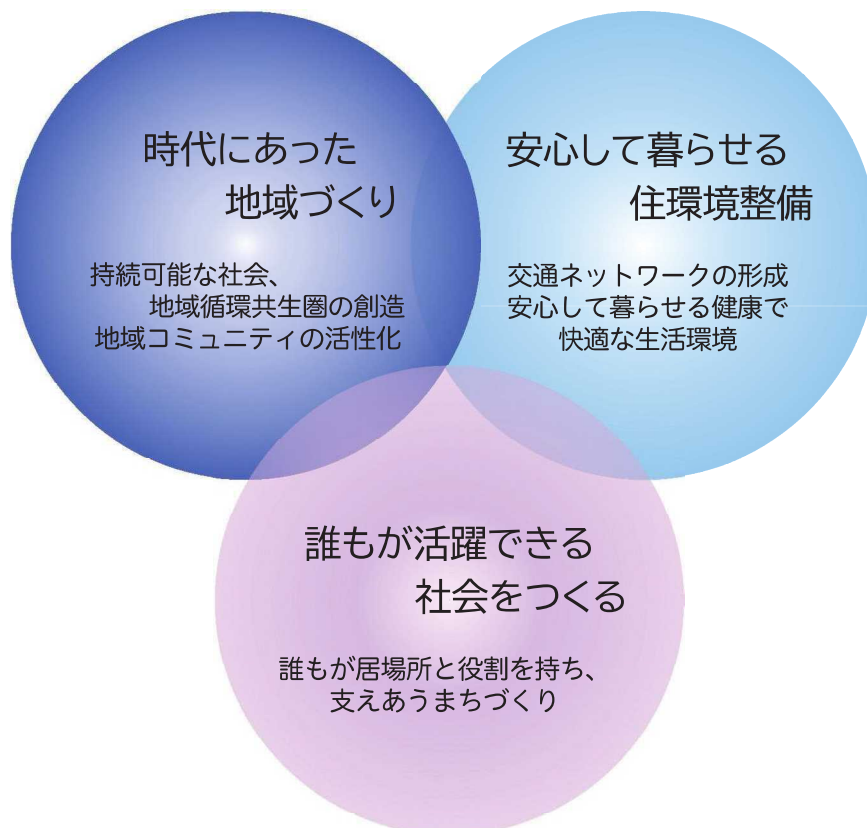 時代にあった
地域づくり
持続可能な社会、
地域循環共生圏の創造
地域コミュニティの活性化
安心して暮らせる
住環境整備
交通ネットワークの形成
安心して暮らせる健康で
快適な生活環境
誰もが活躍できる
社会をつくる
誰もが居場所と役割を持ち、
支えあうまちづくり